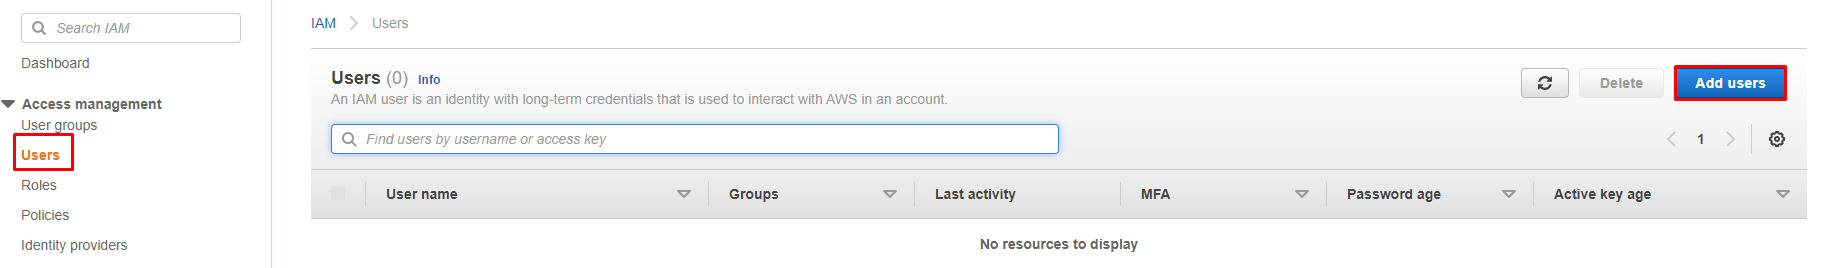 Search IAM
Dashboard
Access management
User groups
Users
Roles
Policies
Identity providers
IAM > Users
Users (0) Info
An IAM user is an identity with long-term credentials that is used to interact with AWS in an account.
Delete
Add users
Find users by username or access key
1
User name Groups Last activity MFA Password age Active key age
No resources to display